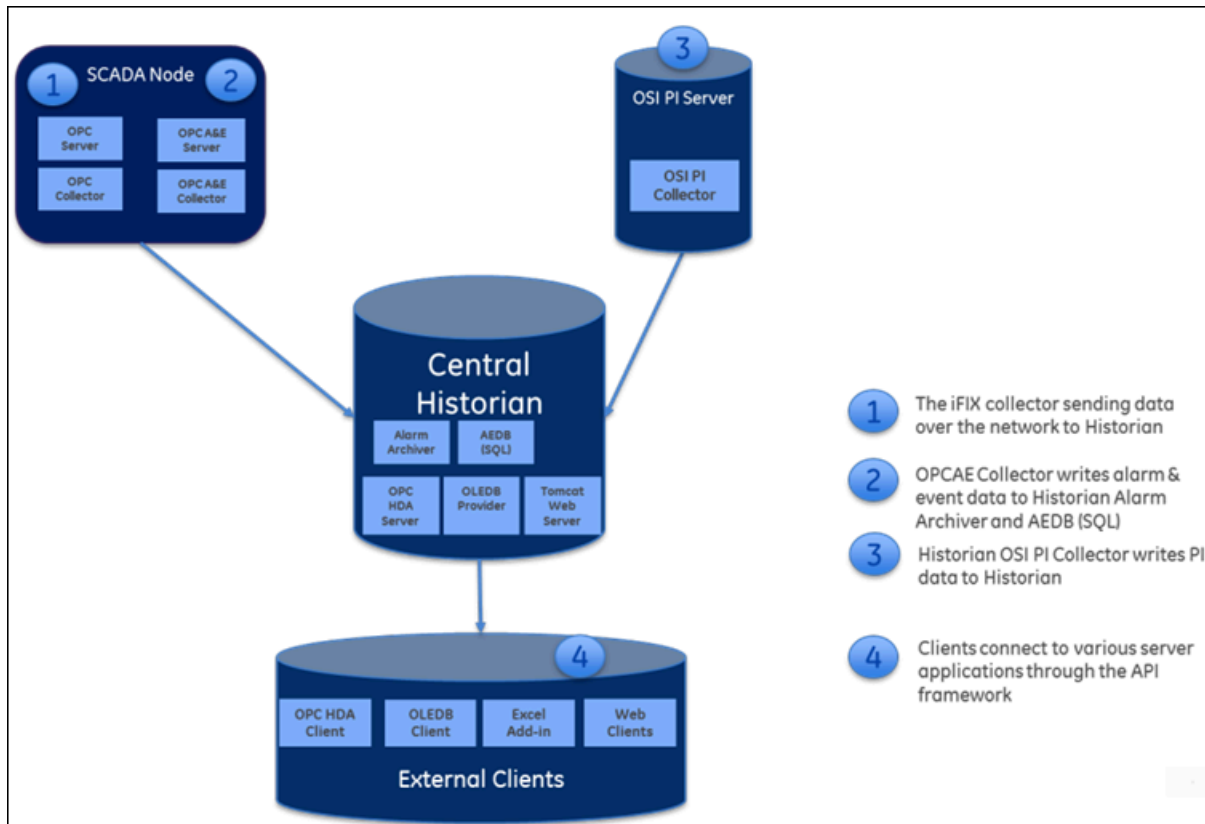 1
SCADA Node
2
OPC
Server
OPC A&E
Server
OPC
Collector
OPC A&E
Collector
3
OSI PI Server
OSI PI
Collector
Central
Historian
Alarm
Archiver
AEDB
(SQL)
OPC
HDA
Server
OLEDB
Provider
Tomcat
Web
Server
4
OPC HDA
Client
OLEDB
Client
Excel
Add-in
Web
Clients
External Clients
1
The iFIX collector sending data
over the network to Historian
2
OPCAE Collector writes alarm &
event data to Historian Alarm
Archiver and AEDB (SQL)
3
Historian OSI PI Collector writes PI
data to Historian
4
Clients connect to various server
applications through the API
framework